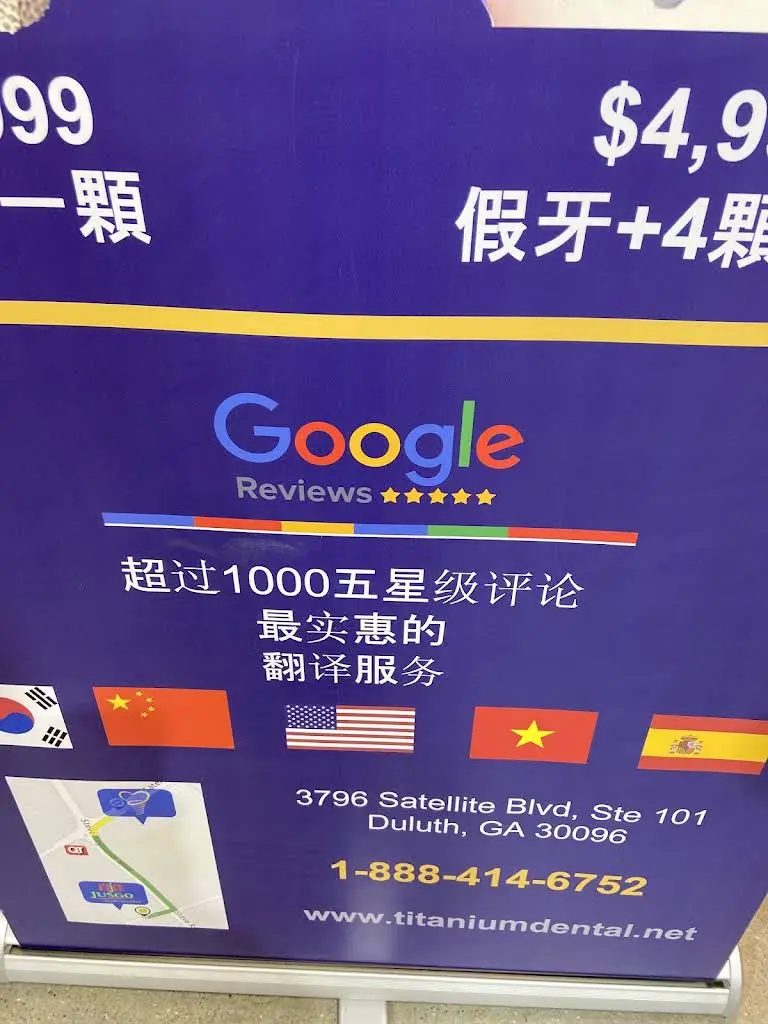 99
$4,9
一顆
假牙+4顆
Google
Reviews
超过1000五星级评论
最实惠的
翻译服务
QT
JUSGO
3796 Satellite Blvd, Ste 101
Duluth, GA 30096
1-888-414-6752
www.titaniumdental.net